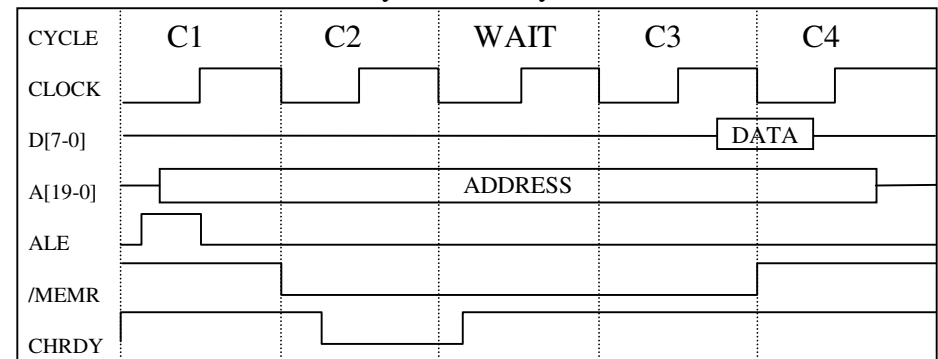 CYCLE C1 C2 WAIT C3 C4
CLOCK
D[7-0] DATA
A[19-0] ADDRESS
ALE
/MEMR
CHRDY